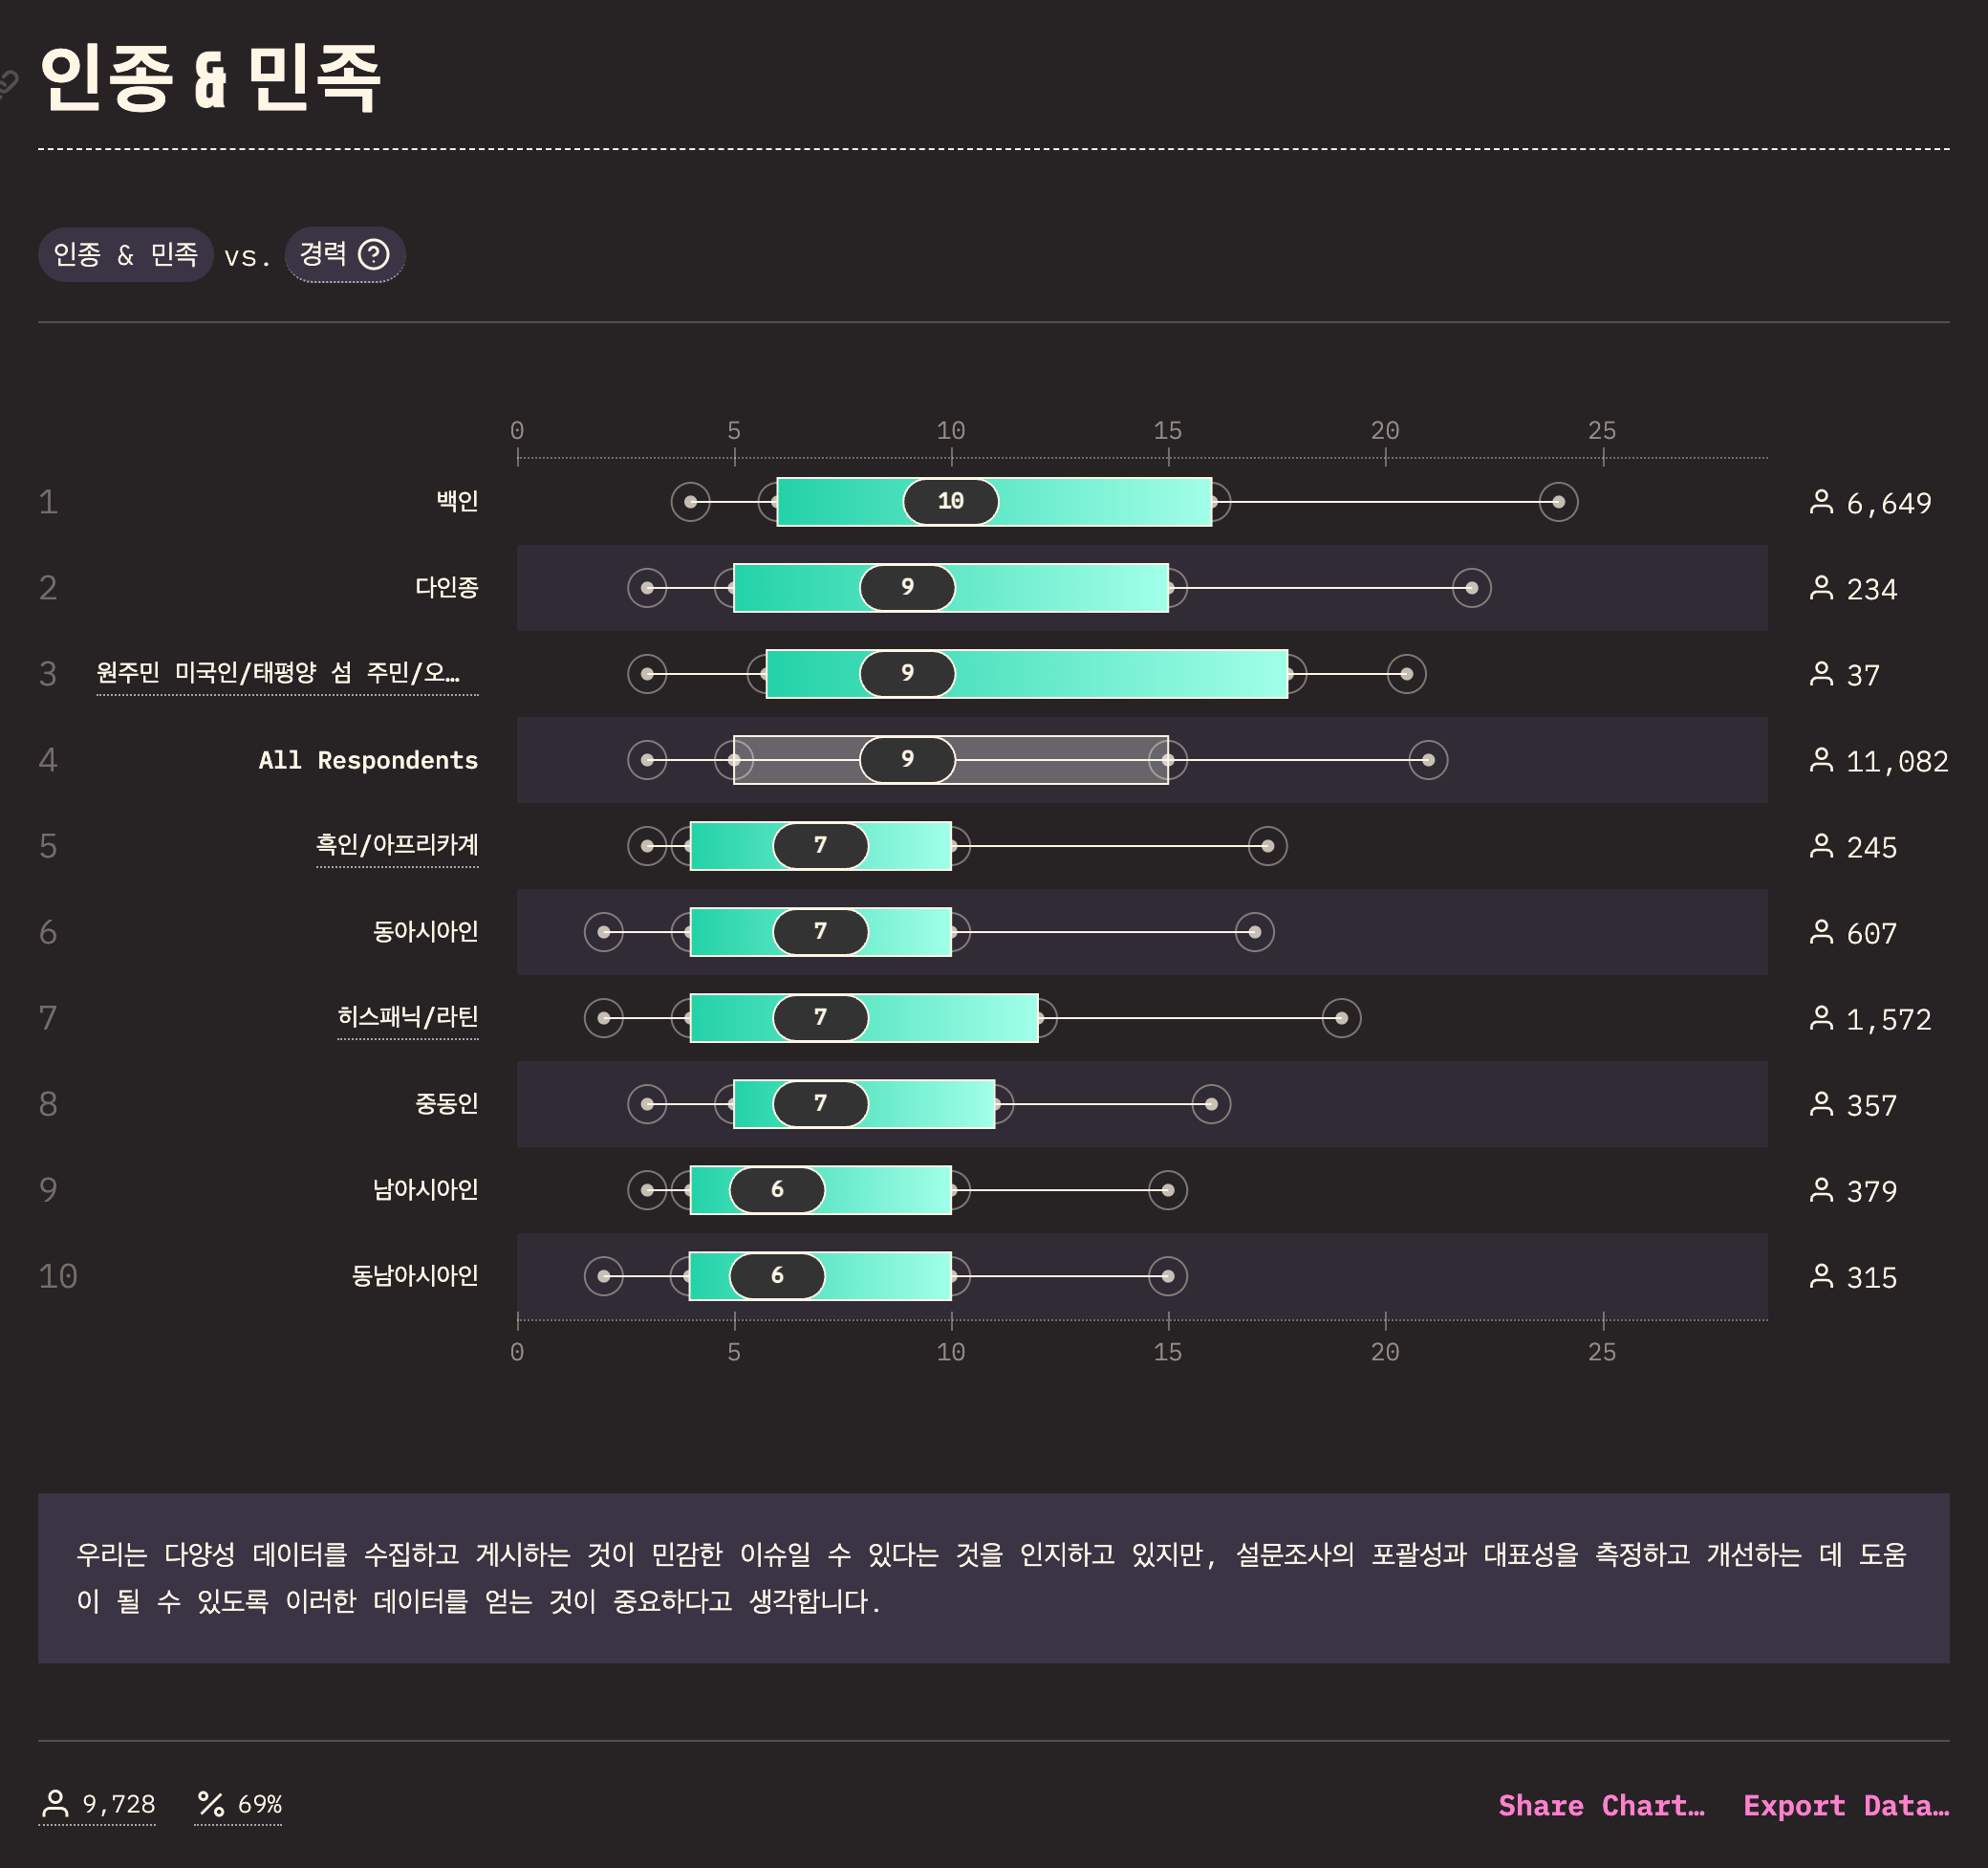 인종 & 민족
인종 & 민족 vs. 경력
0 5 10 15 20 25
1 백인 10 6,649
2 다인종 9 234
3 원주민 미국인/태평양 섬 주민/오… 9 37
4 All Respondents 9 11,082
5 흑인/아프리카계 7 245
6 동아시아인 7 607
7 히스패닉/라틴 7 1,572
8 중동인 7 357
9 남아시아인 6 379
10 동남아시아인 6 315
0 5 10 15 20 25
우리는 다양성 데이터를 수집하고 게시하는 것이 민감한 이슈일 수 있다는 것을 인지하고 있지만, 설문조사의 포괄성과 대표성을 측정하고 개선하는 데 도움
이 될 수 있도록 이러한 데이터를 얻는 것이 중요하다고 생각합니다.
9,728 69% Share Chart… Export Data…